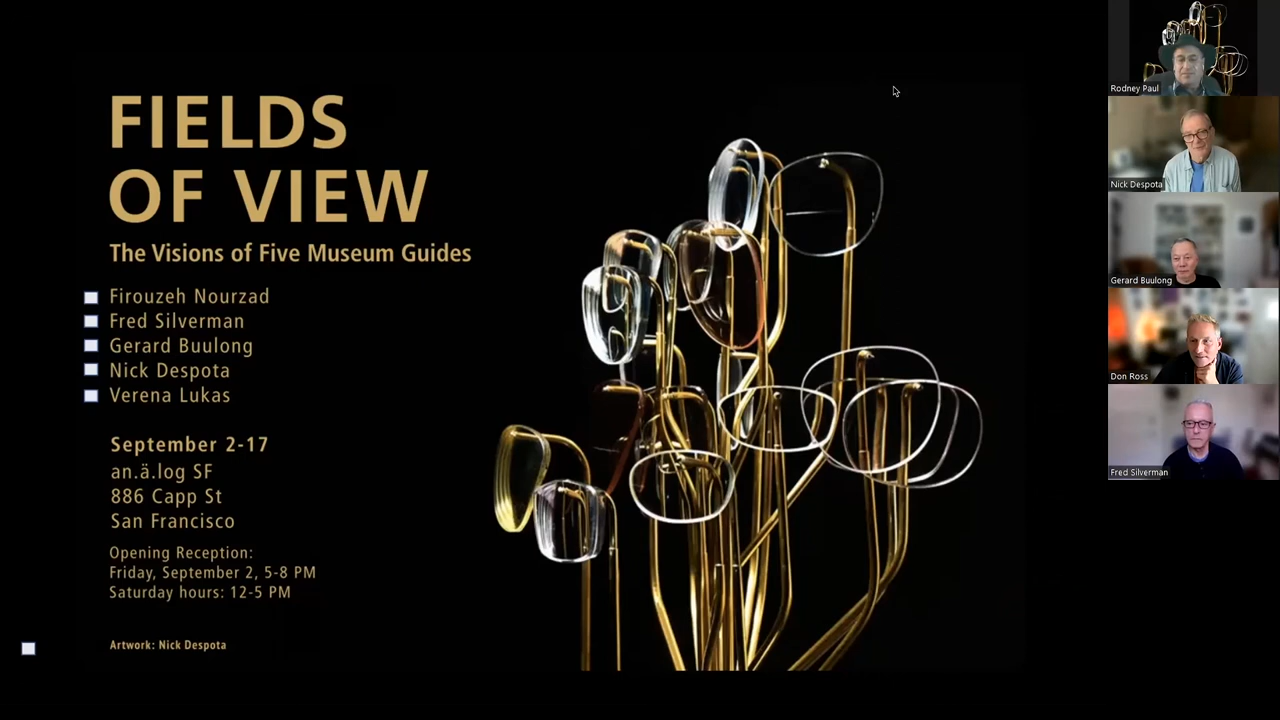 FIELDS
OF VIEW
The Visions of Five Museum Guides
Firouzeh Nourzad
Fred Silverman
Gerard Buulong
Nick Despota
Verena Lukas
September 2-17
an.ä.log SF
886 Capp St
San Francisco
Opening Reception:
Friday, September 2, 5-8 PM
Saturday hours: 12-5 PM
Artwork: Nick Despota
Rodney Paul
Nick Despota
Gerard Buulong
Don Ross
Fred Silverman